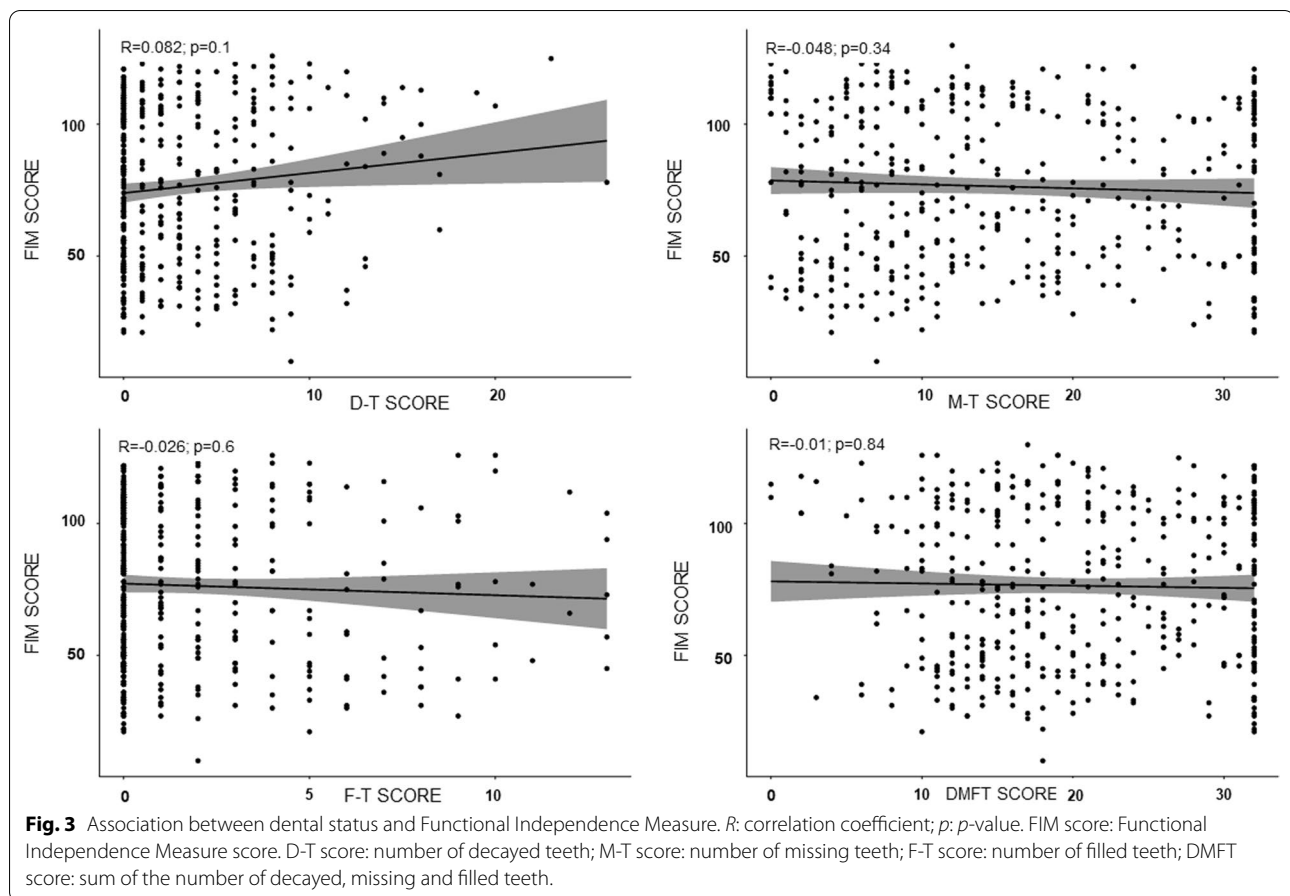 R=0.082; p=0.1
R=-0.048; p=0.34
FIM SCORE
100
50
0
10
20
D-T SCORE
FIM SCORE
100
50
0
10
20
30
M-T SCORE
R=-0.026; p=0.6
R=-0.01; p=0.84
FIM SCORE
100
50
0
5
10
F-T SCORE
FIM SCORE
100
50
0
10
20
30
DMFT SCORE
Fig. 3 Association between dental status and Functional Independence Measure. R: correlation coefficient; p: p-value. FIM score: Functional
Independence Measure score. D-T score: number of decayed teeth; M-T score: number of missing teeth; F-T score: number of filled teeth; DMFT
score: sum of the number of decayed, missing and filled teeth.